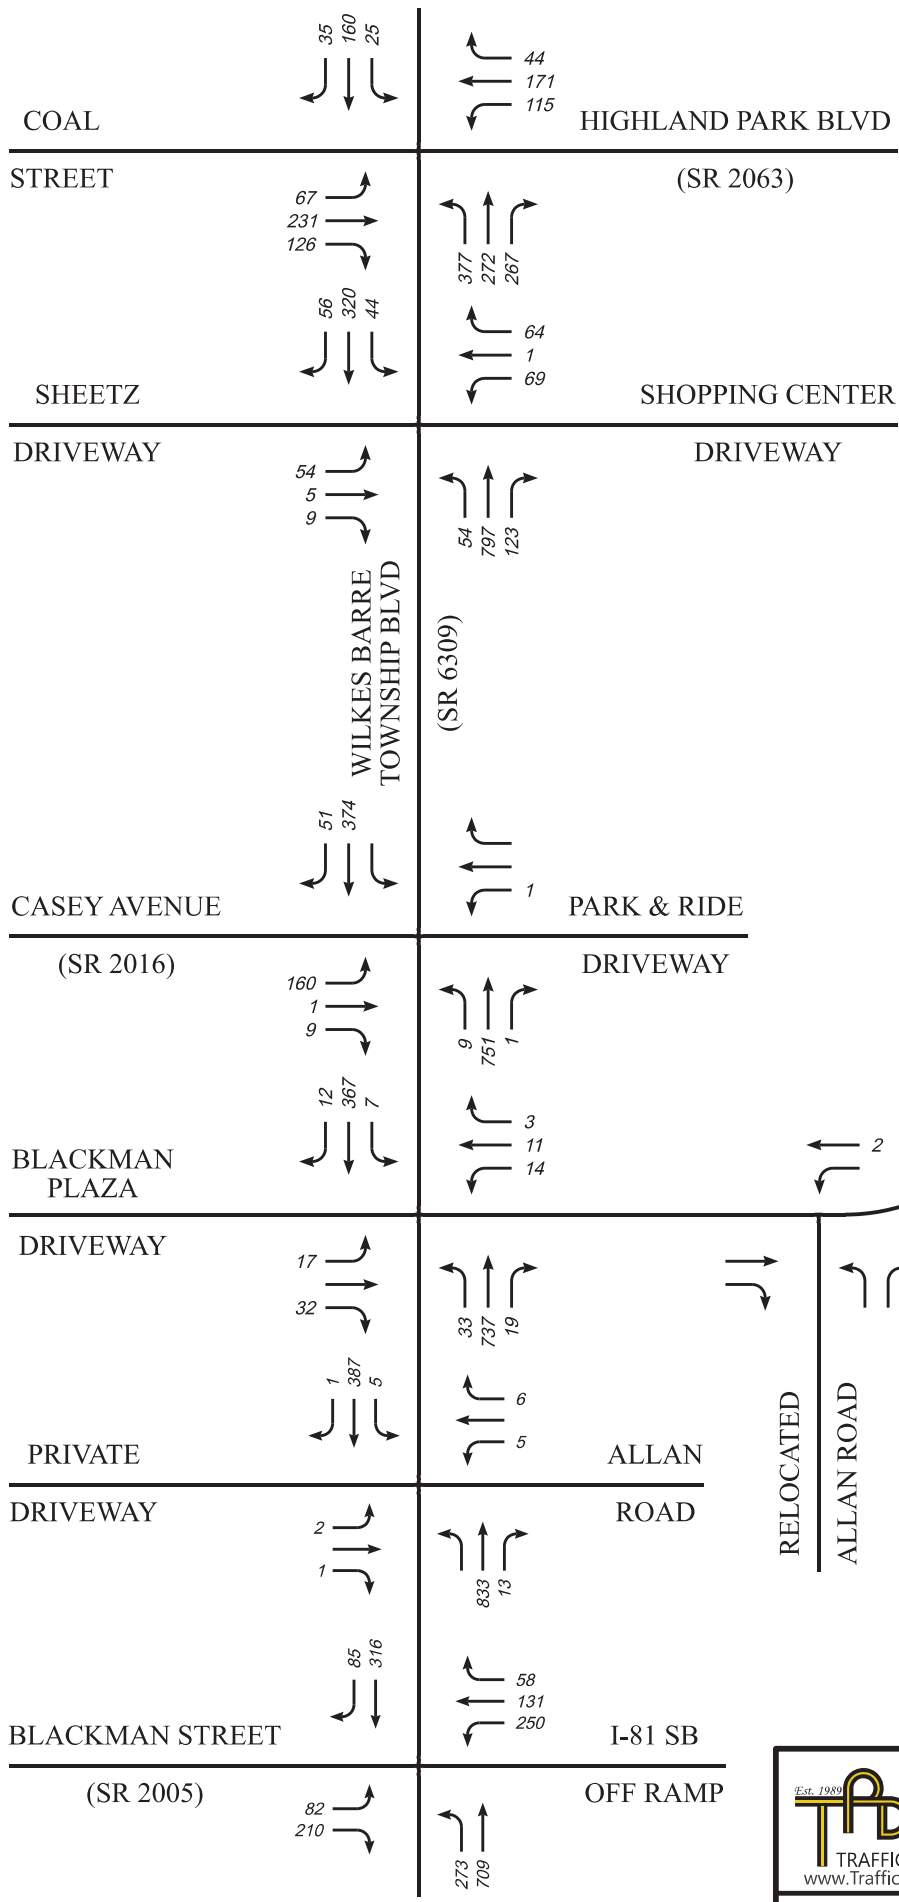 35 160 25
44
171
115
COAL
HIGHLAND PARK BLVD
STREET
(SR 2063)
67
231
126
377 272 267
56 320 44
64
1
69
SHEETZ
SHOPPING CENTER
DRIVEWAY
DRIVEWAY
54
5
9
54 797 123
WILKES BARRE
TOWNSHIP BLVD
(SR 6309)
51 374
1
CASEY AVENUE
PARK & RIDE
(SR 2016)
DRIVEWAY
160
1
9
9 751 1
12 367 7
3
11
14
2
BLACKMAN
PLAZA
DRIVEWAY
17
32
33 737 19
1 387 5
6
5
RELOCATED
ALLAN ROAD
PRIVATE
ALLAN
DRIVEWAY
ROAD
2
1
833 13
85 316
58
131
250
BLACKMAN STREET
I-81 SB
(SR 2005)
OFF RAMP
82
210
273 709
Est. 1989
TPD
TRAFFIC
www.Traffic